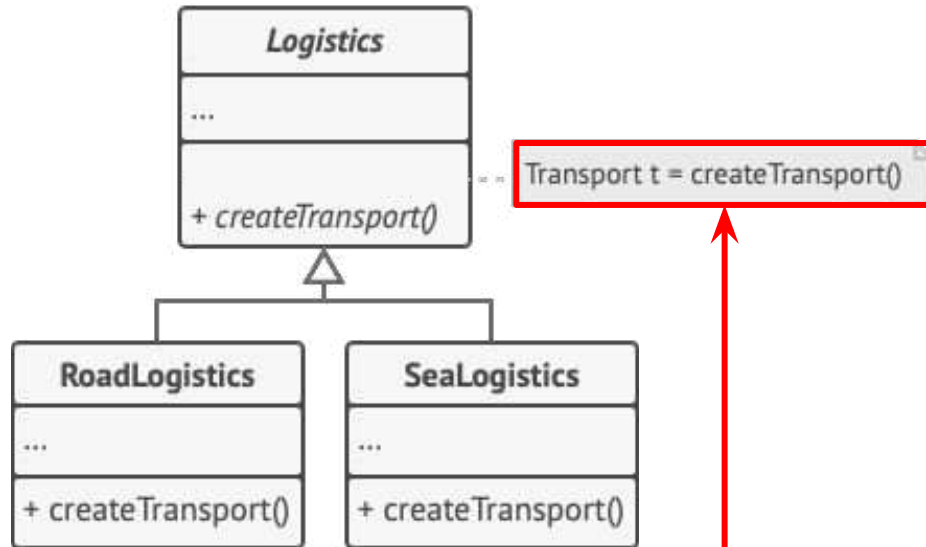 Logistics
...
+ createTransport()
Transport t = createTransport()
RoadLogistics
...
+ createTransport()
SeaLogistics
...
+ createTransport()